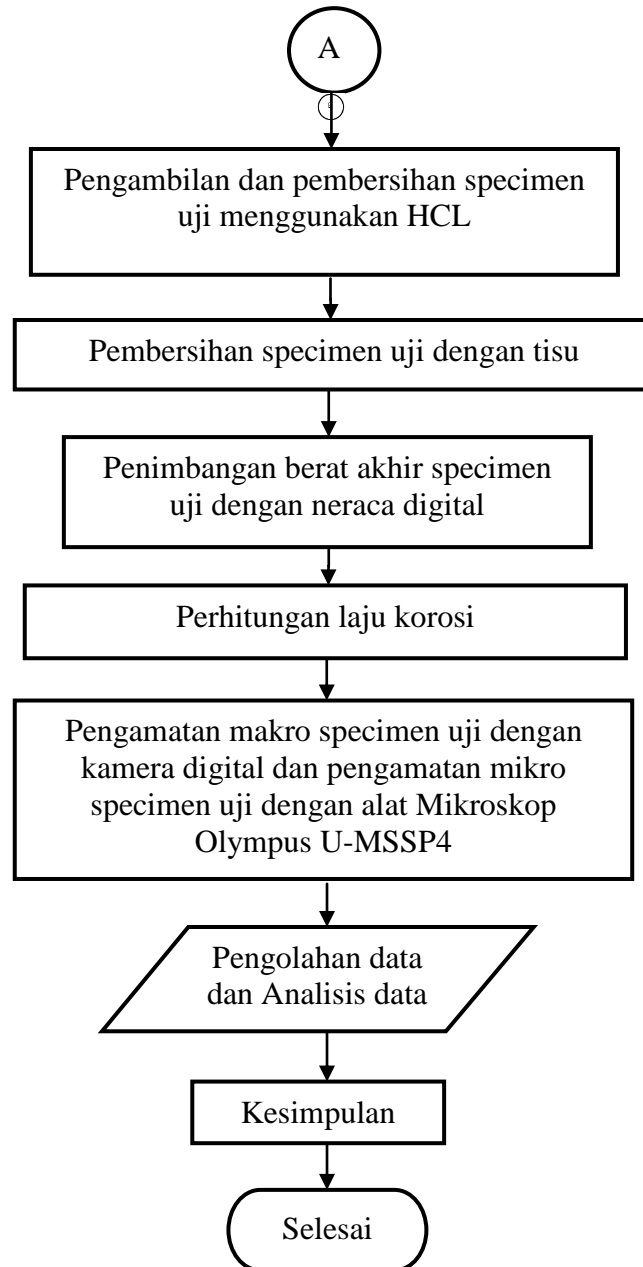 A
Pengambilan dan pembersihan specimen
uji menggunakan HCL
Pembersihan specimen uji dengan tisu
Penimbangan berat akhir specimen
uji dengan neraca digital
Perhitungan laju korosi
Pengamatan makro specimen uji dengan
kamera digital dan pengamatan mikro
specimen uji dengan alat Mikroskop
Olympus U-MSSP4
Pengolahan data
dan Analisis data
Kesimpulan
Selesai